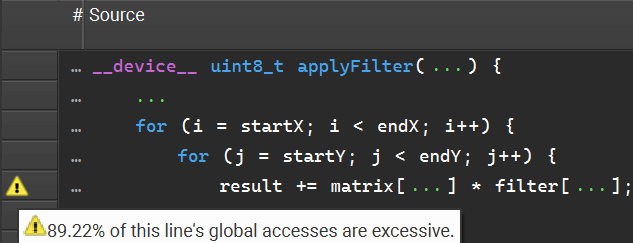 # Source
... __device__ uint8_t applyFilter( ... ) {
... ...
... for (i = startX; i < endX; i++) {
... for (j = startY; j < endY; j++) {
... result += matrix[ ... ] * filter[ ... ];
89.22% of this line's global accesses are excessive.